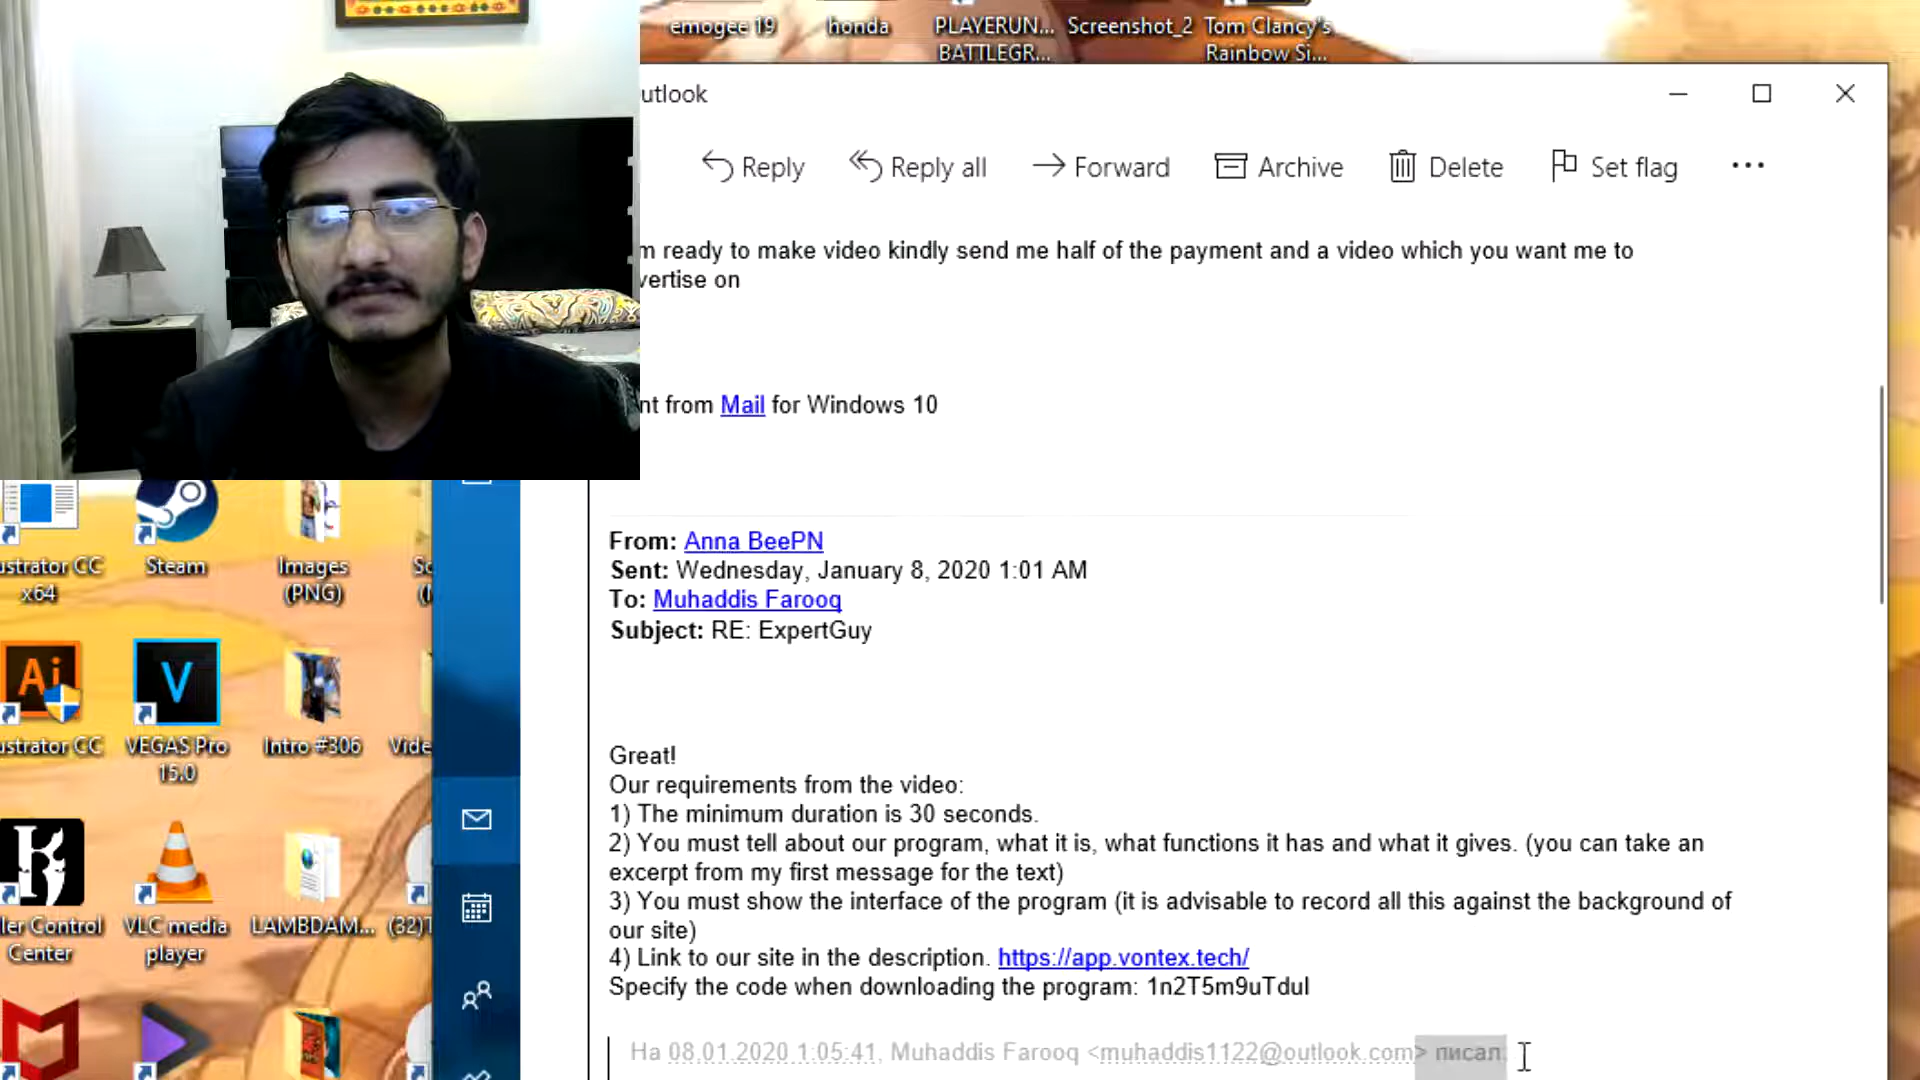 emogee 19
honda
PLAYERUN...
BATTLEGR...
Screenshot_2
Tom Clancy's
Rainbow Si...
utlook
Reply
Reply all
Forward
Archive
Delete
Set flag
m ready to make video kindly send me half of the payment and a video which you want me to
vertise on
nt from Mail for Windows 10
From: Anna BeePN
Sent: Wednesday, January 8, 2020 1:01 AM
To: Muhaddis Farooq
Subject: RE: ExpertGuy
Great!
Our requirements from the video:
1) The minimum duration is 30 seconds.
2) You must tell about our program, what it is, what functions it has and what it gives. (you can take an
excerpt from my first message for the text)
3) You must show the interface of the program (it is advisable to record all this against the background of
our site)
4) Link to our site in the description. https://app.vontex.tech/
Specify the code when downloading the program: 1n2T5m9uTduI
На 08.01.2020 1:05:41, Muhaddis Farooq <muhaddis1122@outlook.com> писал:
ustrator CC
x64
Steam
Images
(PNG)
Sc
Ai
ustrator CC
V
VEGAS Pro
15.0
Intro #306
Vide
ler Control
Center
VLC media
player
LAMBDAM...
(32)T